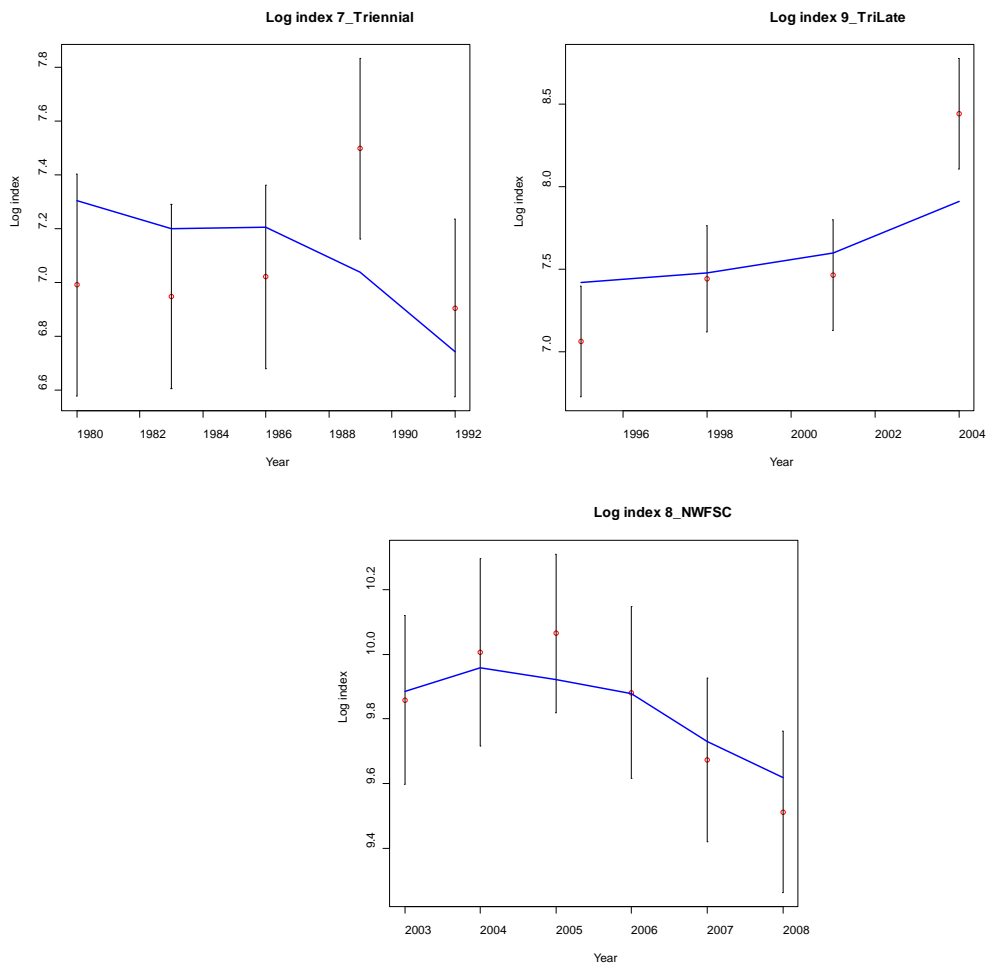 Log index 7_Triennial
Log index
7.8
7.6
7.4
7.2
7.0
6.8
6.6
1980 1982 1984 1986 1988 1990 1992
Year
Log index 9_TriLate
Log index
8.5
8.0
7.5
7.0
1996 1998 2000 2002 2004
Year
Log index 8_NWFSC
Log index
10.2
10.0
9.8
9.6
9.4
2003 2004 2005 2006 2007 2008
Year